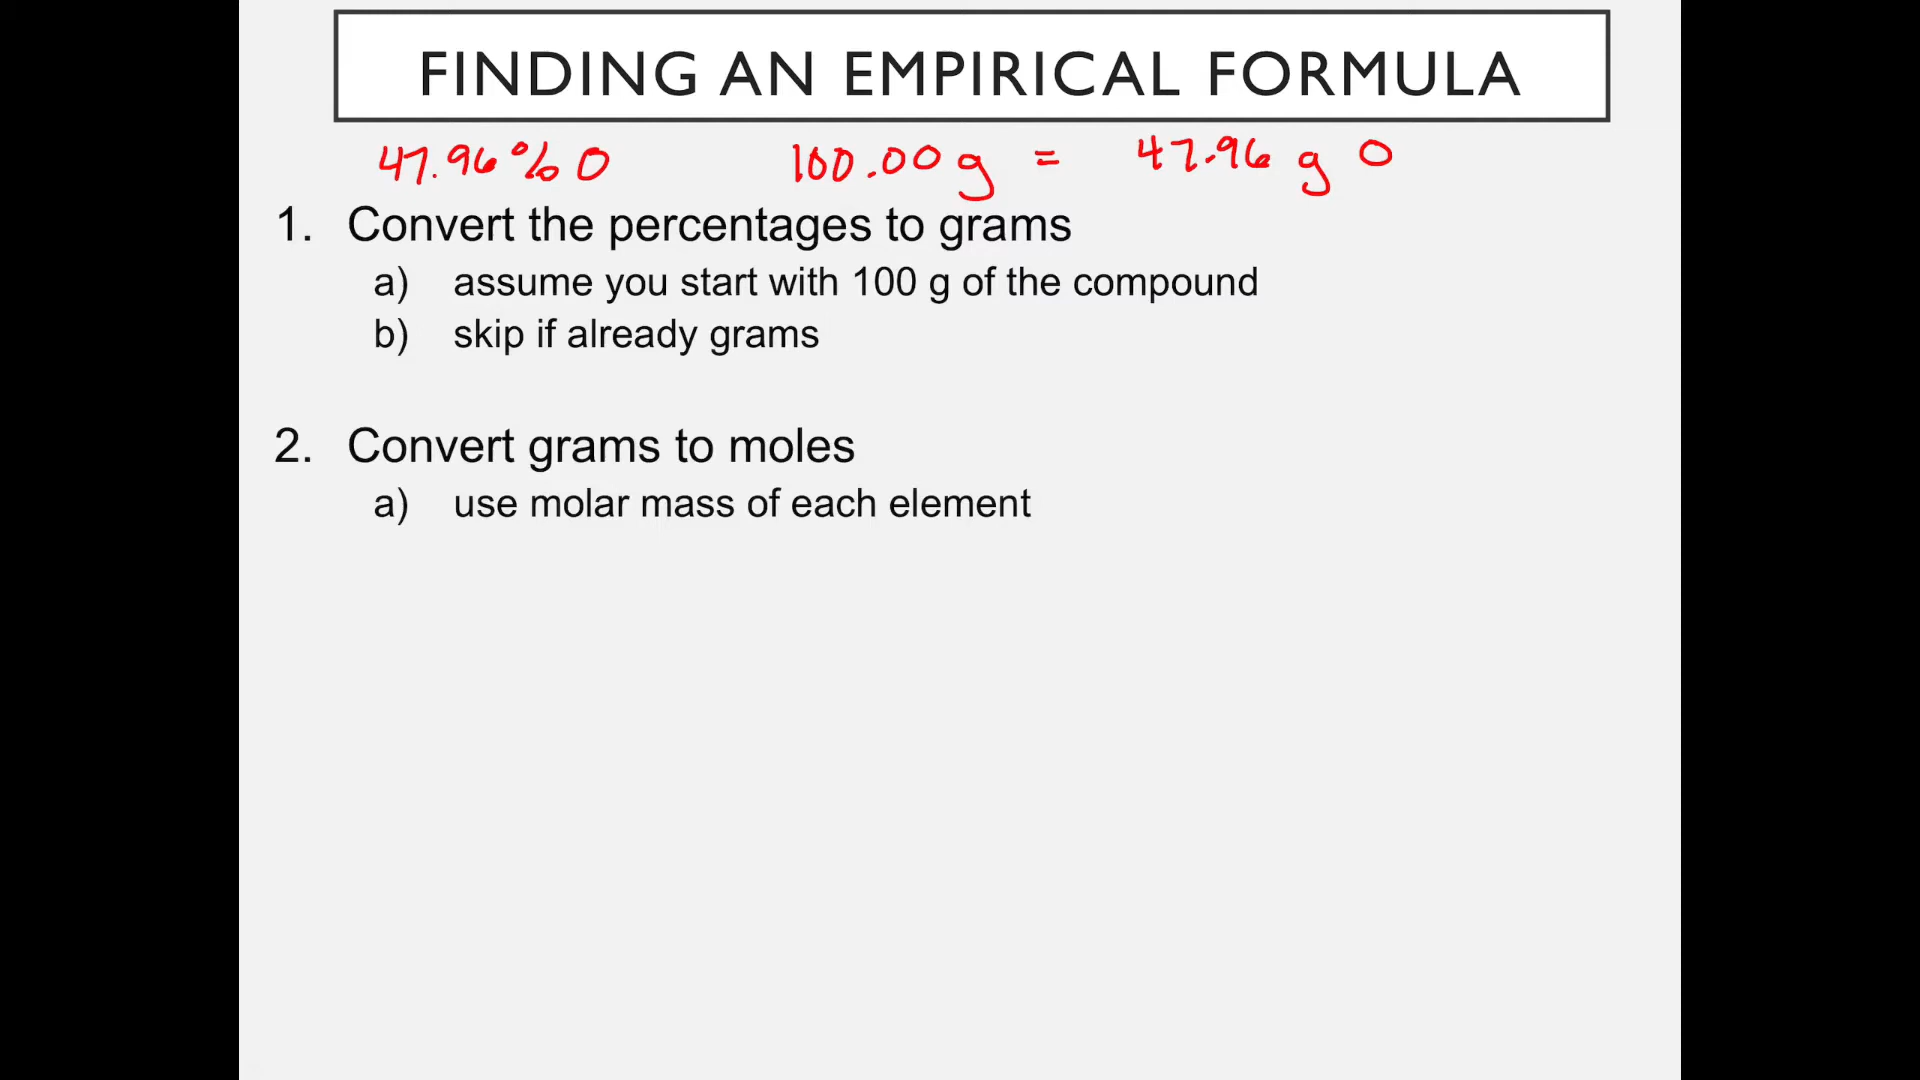 FINDING AN EMPIRICAL FORMULA
47.96% O 100.00 g = 47.96 g O
1. Convert the percentages to grams
a) assume you start with 100 g of the compound
b) skip if already grams
2. Convert grams to moles
a) use molar mass of each element